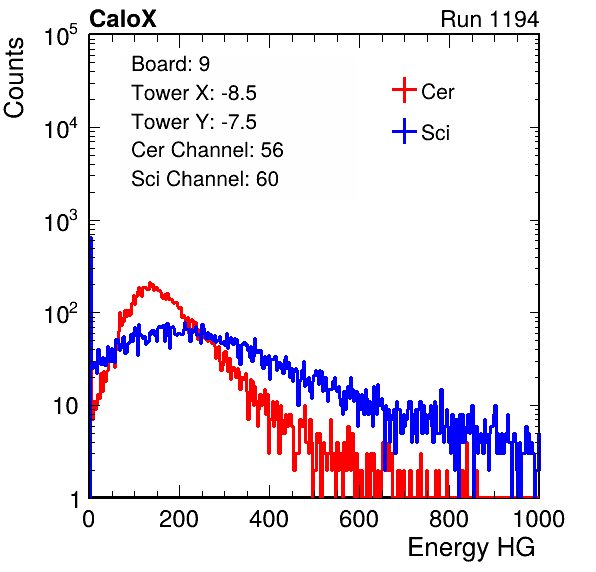 CaloX Run 1194
Counts
Board: 9
Tower X: -8.5
Tower Y: -7.5
Cer Channel: 56
Sci Channel: 60
Cer
Sci
10^5
10^4
10^3
10^2
10
1
0 200 400 600 800 1000
Energy HG